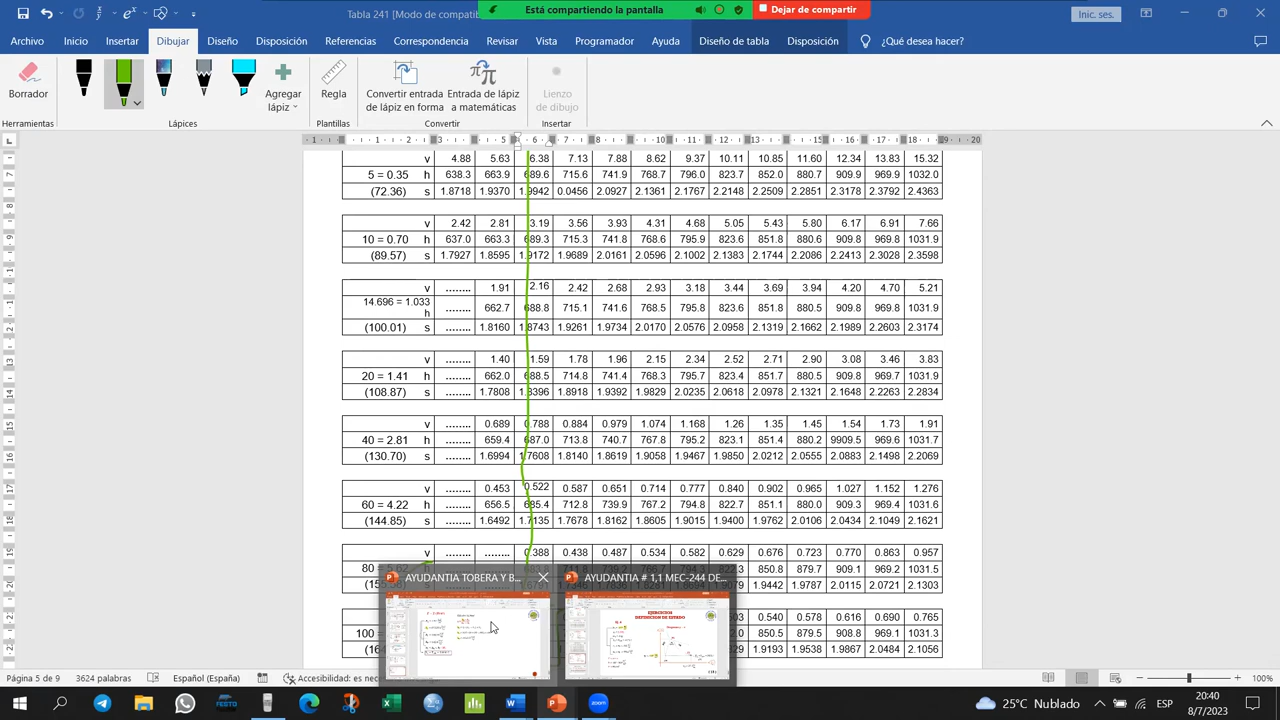 Tabla 241 [Modo de compatib
Está compartiendo la pantalla
Dejar de compartir
Inic. ses.
Archivo Inicio Insertar Dibujar Diseño Disposición Referencias Correspondencia Revisar Vista Programador Ayuda Diseño de tabla Disposición ¿Qué desea hacer?
Borrador
Agregar lápiz
Regla
Convertir entrada de lápiz en forma
Entrada de lápiz a matemáticas
Lienzo de dibujo
Herramientas Lápices Plantillas Convertir Insertar
v 4.88 5.63 6.38 7.13 7.88 8.62 9.37 10.11 10.85 11.60 12.34 13.83 15.32
5 = 0.35 h 638.3 663.9 689.6 715.6 741.9 768.7 796.0 823.7 852.0 880.6 909.9 969.9 1032.0
(72.36) s 1.8718 1.9370 1.9942 0.0456 2.0927 2.1361 2.1767 2.2148 2.2509 2.2851 2.3178 2.3792 2.4363
v 2.42 2.81 3.19 3.56 3.93 4.31 4.68 5.05 5.43 5.80 6.17 6.91 7.66
10 = 0.70 h 637.0 663.3 689.3 715.3 741.8 768.6 795.9 823.6 851.8 880.6 909.8 969.8 1031.9
(89.57) s 1.7927 1.8595 1.9172 1.9689 2.0161 2.0596 2.1002 2.1383 2.1744 2.2086 2.2413 2.3028 2.3598
v ........ 1.91 2.16 2.42 2.68 2.93 3.18 3.44 3.69 3.94 4.20 4.70 5.21
14.696 = 1.033 h ........ 662.7 688.8 715.1 741.6 768.5 795.8 823.6 851.8 880.5 909.8 969.8 1031.9
(100.01) s ........ 1.8160 1.8743 1.9261 1.9734 2.0170 2.0576 2.0958 2.1319 2.1662 2.1989 2.2603 2.3174
v ........ 1.40 1.59 1.78 1.96 2.15 2.34 2.52 2.71 2.90 3.08 3.46 3.83
20 = 1.41 h ........ 662.0 688.5 714.8 741.4 768.3 795.7 823.4 851.7 880.5 909.8 969.7 1031.9
(108.87) s ........ 1.7808 1.8396 1.8918 1.9392 1.9829 2.0235 2.0618 2.0978 2.1321 2.1648 2.2263 2.2834
v ........ 0.689 0.788 0.884 0.979 1.074 1.168 1.26 1.35 1.45 1.54 1.73 1.91
40 = 2.81 h ........ 659.4 687.0 713.8 740.7 767.8 795.2 823.1 851.4 880.2 9909.5 969.6 1031.7
(130.70) s ........ 1.6994 1.7608 1.8140 1.8619 1.9058 1.9467 1.9850 2.0212 2.0555 2.0883 2.1498 2.2069
v ........ 0.453 0.522 0.587 0.651 0.714 0.777 0.840 0.902 0.965 1.027 1.152 1.276
60 = 4.22 h ........ 656.5 685.4 712.8 739.9 767.2 794.8 822.7 851.1 880.0 909.3 969.4 1031.6
(144.85) s ........ 1.6492 1.7135 1.7678 1.8162 1.8605 1.9015 1.9400 1.9762 2.0106 2.0434 2.1049 2.1621
v ........ ........ 0.388 0.438 0.487 0.534 0.582 0.629 0.676 0.723 0.770 0.863 0.957
80 = 850.8 879.7 909.1 969.2 1031.5
1.9442 1.9787 2.0115 2.0721 2.1303
0.540 0.578 0.616 0.690 0.765
100 = 850.5 879.5 908.8 969.1 1031.3
1.9193 1.9538 1.9867 2.0484 2.1056
AYUDANTIA TOBERA Y B...
AYUDANTIA # 1,1 MEC-244 DE...
EJERCICIOS
DEFINICION DE ESTADO
Página 5 de 9 3624 palabras Español (España) Accesibilidad: es nece 100%
FESTO
zoom
25°C Nublado
ESP
20:40
8/7/2023